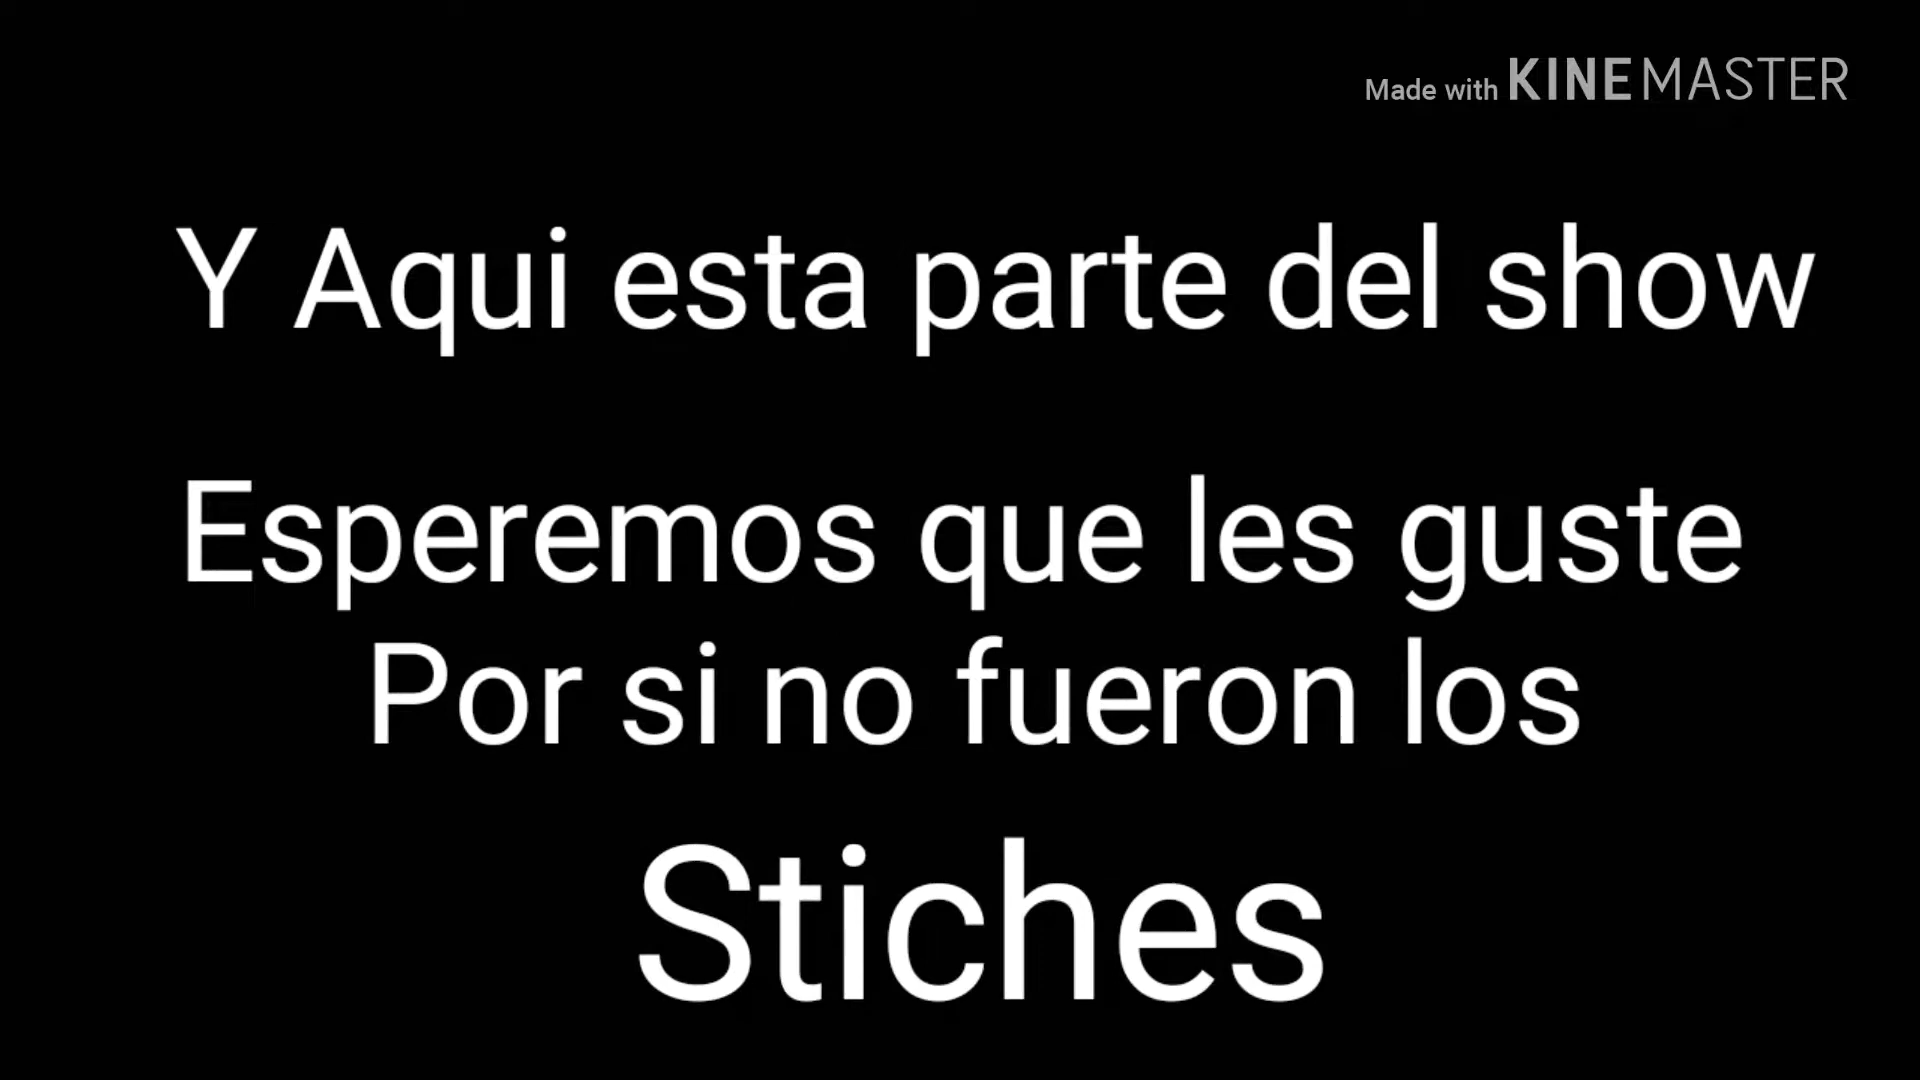 Made with KINEMASTER
Y Aqui esta parte del show
Esperemos que les guste
Por si no fueron los
Stiches